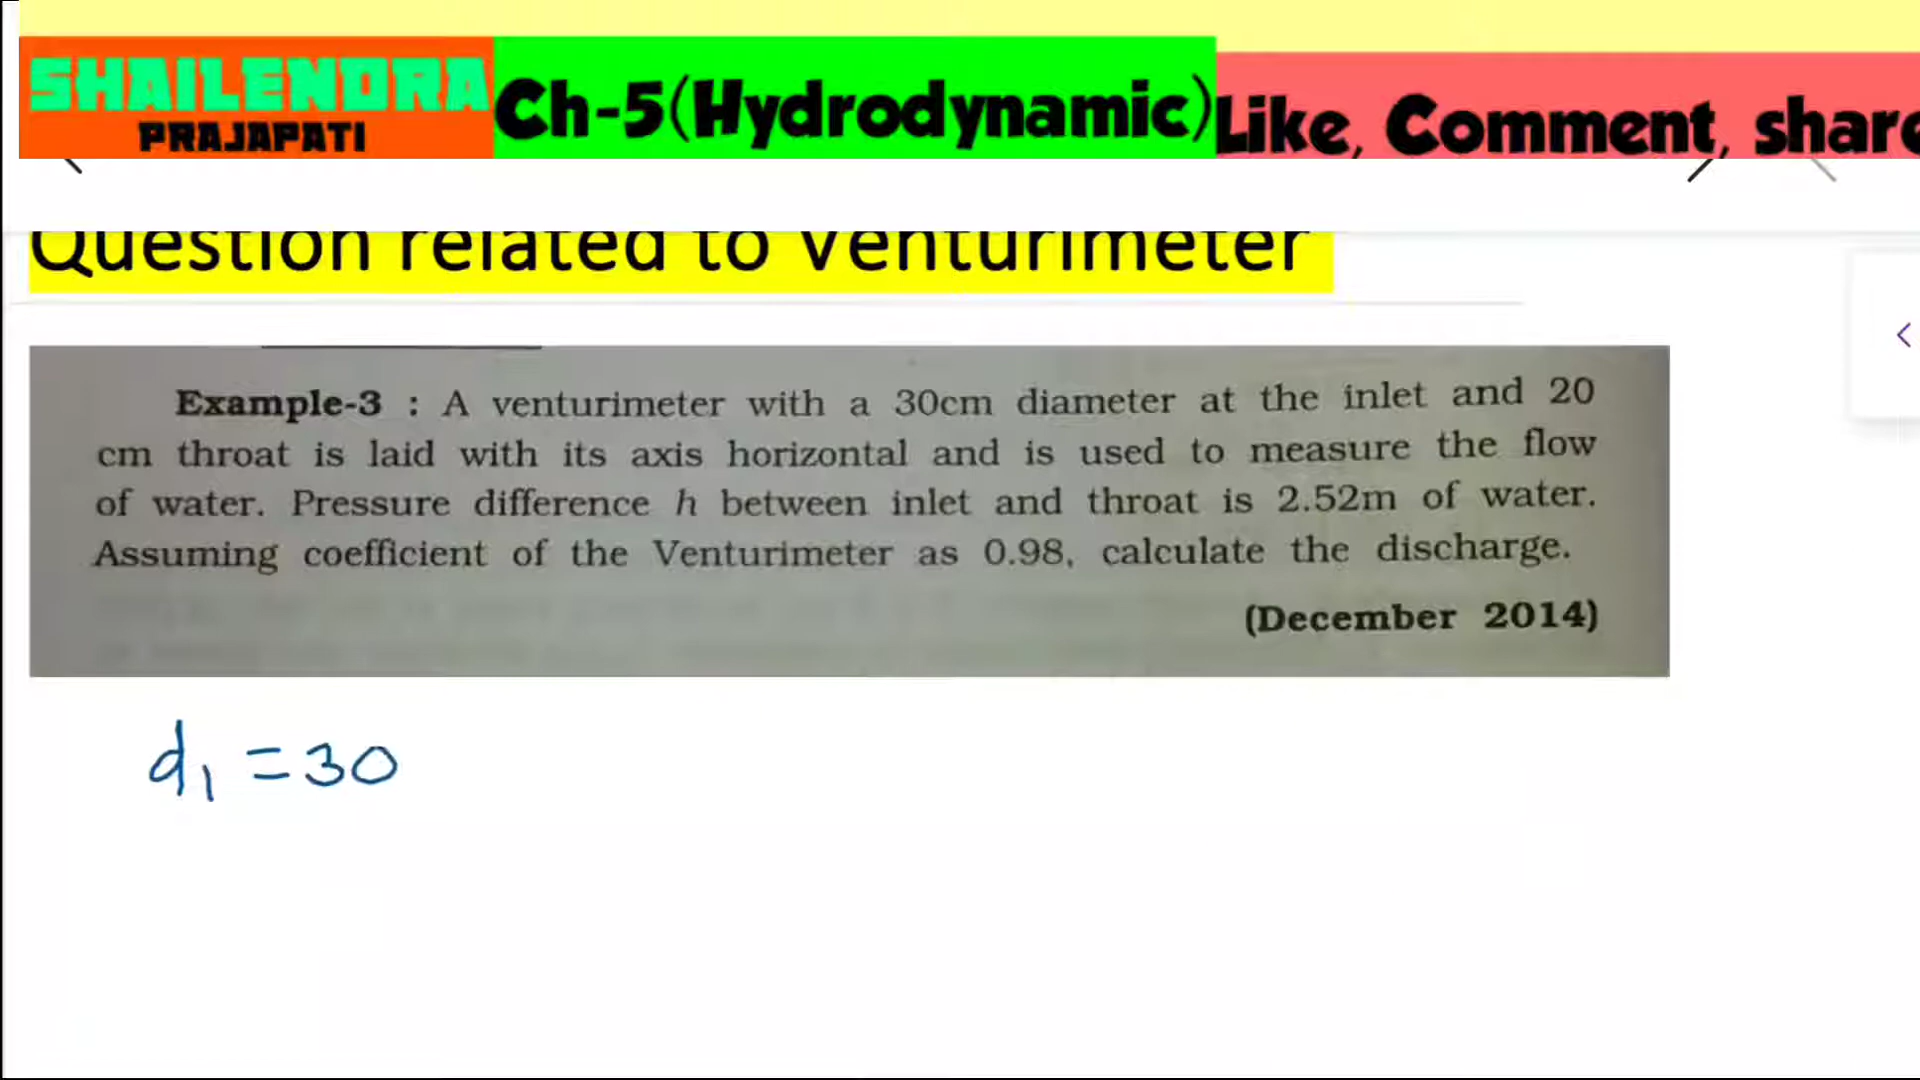 SHAILENDRA
PRAJAPATI
Ch-5(Hydrodynamic)
Like, Comment, share
Question related to Venturimeter
Example-3 : A venturimeter with a 30cm diameter at the inlet and 20
cm throat is laid with its axis horizontal and is used to measure the flow
of water. Pressure difference h between inlet and throat is 2.52m of water.
Assuming coefficient of the Venturimeter as 0.98, calculate the discharge.
(December 2014)
d₁ = 30